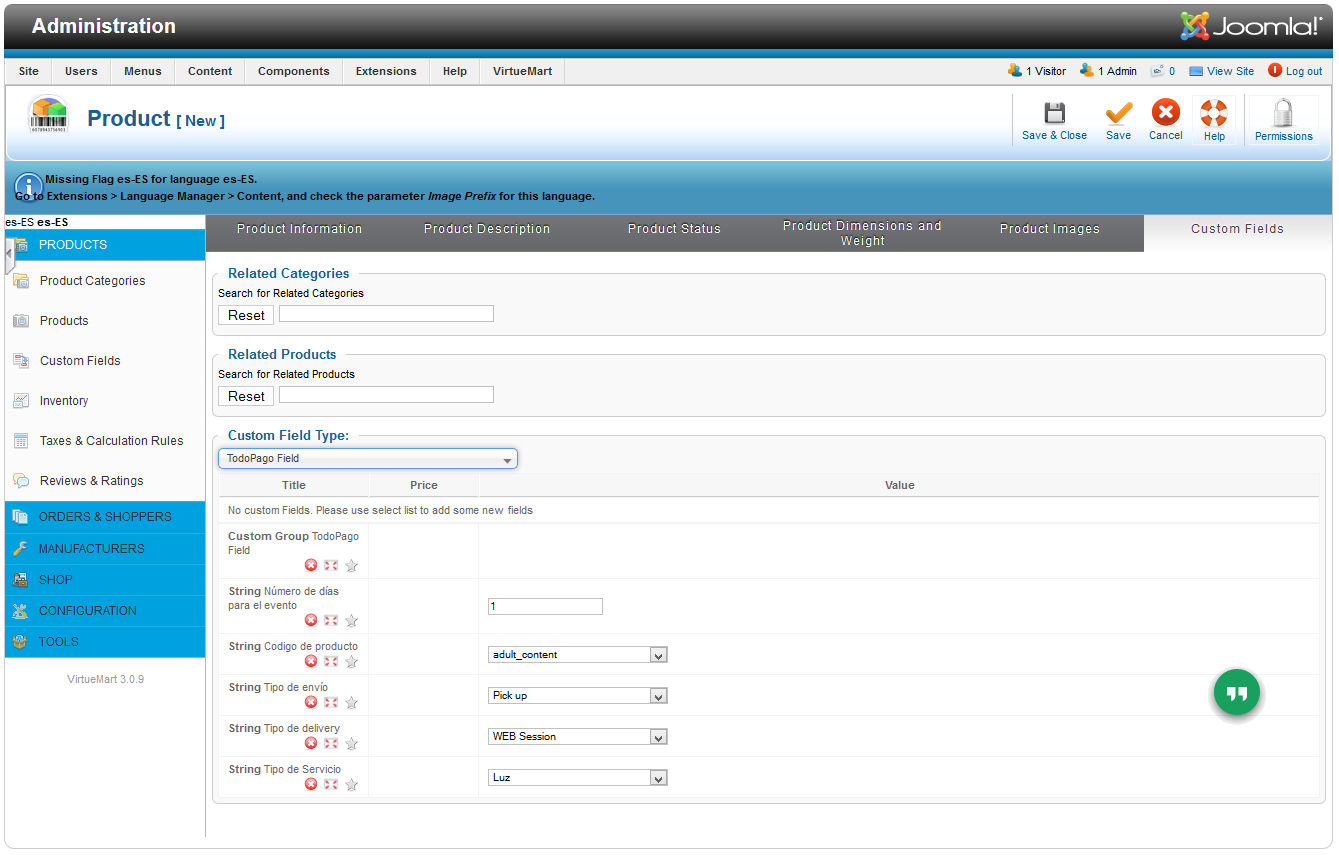 Administration
Joomla!
Site Users Menus Content Components Extensions Help VirtueMart
1 Visitor 1 Admin 0 View Site Log out
Product [ New ]
Save & Close Save Cancel Help Permissions
Missing Flag es-ES for language es-ES.
Go to Extensions > Language Manager > Content, and check the parameter Image Prefix for this language.
es-ES es-ES
PRODUCTS
Product Categories
Products
Custom Fields
Inventory
Taxes & Calculation Rules
Reviews & Ratings
ORDERS & SHOPPERS
MANUFACTURERS
SHOP
CONFIGURATION
TOOLS
VirtueMart 3.0.9
Product Information Product Description Product Status Product Dimensions and Weight Product Images Custom Fields
Related Categories
Search for Related Categories
Reset
Related Products
Search for Related Products
Reset
Custom Field Type:
TodoPago Field
Title Price Value
No custom Fields. Please use select list to add some new fields
Custom Group TodoPago
Field
String Número de días
para el evento
1
String Codigo de producto
adult_content
String Tipo de envío
Pick up
String Tipo de delivery
WEB Session
String Tipo de Servicio
Luz